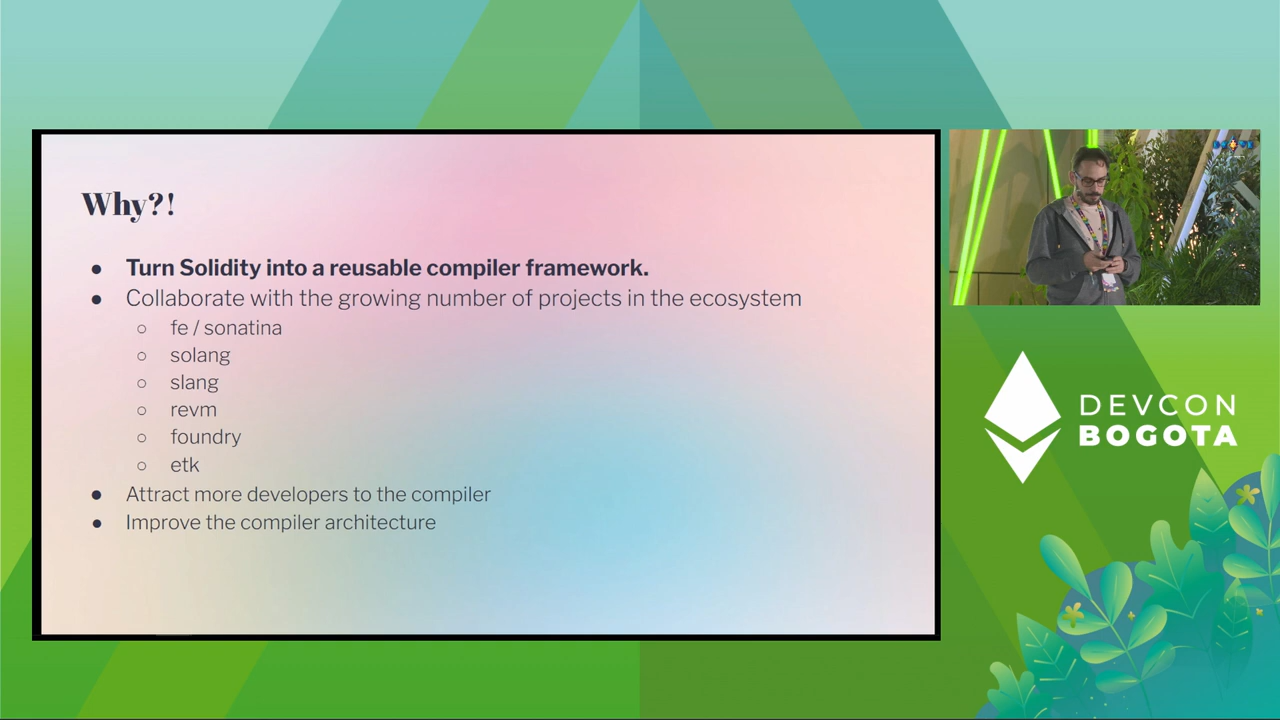 Why?!
● Turn Solidity into a reusable compiler framework.
● Collaborate with the growing number of projects in the ecosystem
○ fe / sonatina
○ solang
○ slang
○ revm
○ foundry
○ etk
● Attract more developers to the compiler
● Improve the compiler architecture
DEVCON
BOGOTA